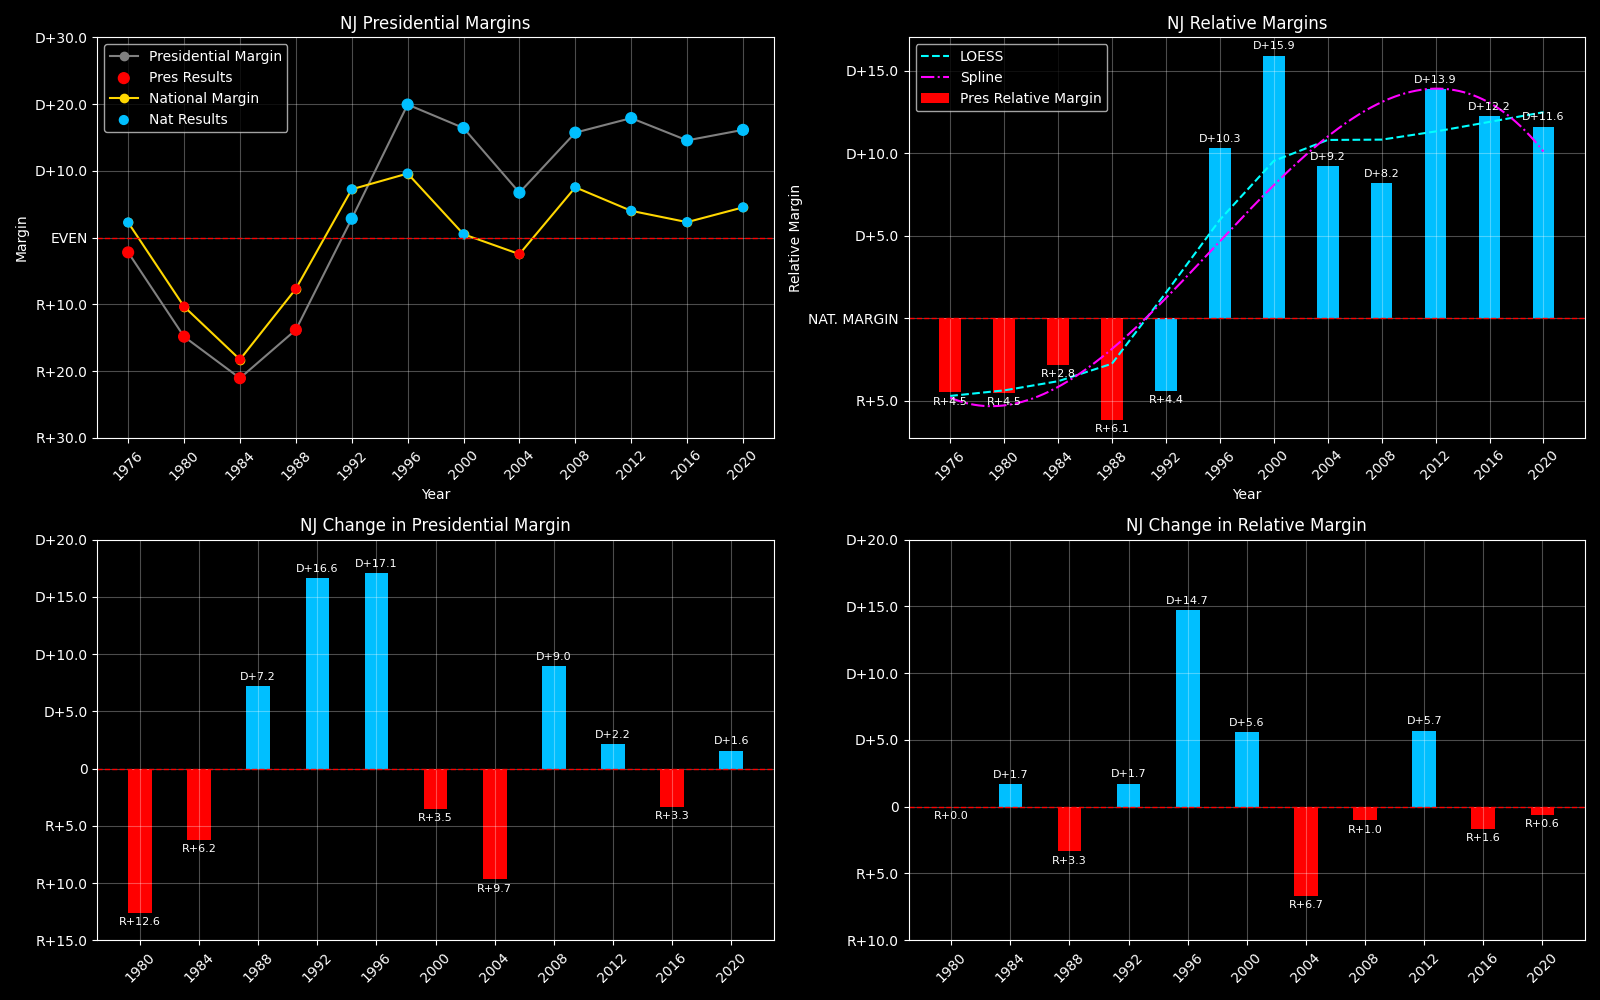 NJ Presidential Margins
D+30.0
D+20.0
D+10.0
EVEN
R+10.0
R+20.0
R+30.0
Margin
Presidential Margin
Pres Results
National Margin
Nat Results
1976
1980
1984
1988
1992
1996
2000
2004
2008
2012
2016
2020
Year
NJ Relative Margins
D+15.0
D+10.0
D+5.0
NAT. MARGIN
R+5.0
Relative Margin
LOESS
Spline
Pres Relative Margin
R+4.5
R+4.5
R+2.8
R+6.1
R+4.4
D+10.3
D+15.9
D+9.2
D+8.2
D+13.9
D+12.2
D+11.6
1976
1980
1984
1988
1992
1996
2000
2004
2008
2012
2016
2020
Year
NJ Change in Presidential Margin
D+20.0
D+15.0
D+10.0
D+5.0
0
R+5.0
R+10.0
R+15.0
R+12.6
R+6.2
D+7.2
D+16.6
D+17.1
R+3.5
R+9.7
D+9.0
D+2.2
R+3.3
D+1.6
1980
1984
1988
1992
1996
2000
2004
2008
2012
2016
2020
NJ Change in Relative Margin
D+20.0
D+15.0
D+10.0
D+5.0
0
R+5.0
R+10.0
R+0.0
D+1.7
R+3.3
D+1.7
D+14.7
D+5.6
R+6.7
R+1.0
D+5.7
R+1.6
R+0.6
1980
1984
1988
1992
1996
2000
2004
2008
2012
2016
2020